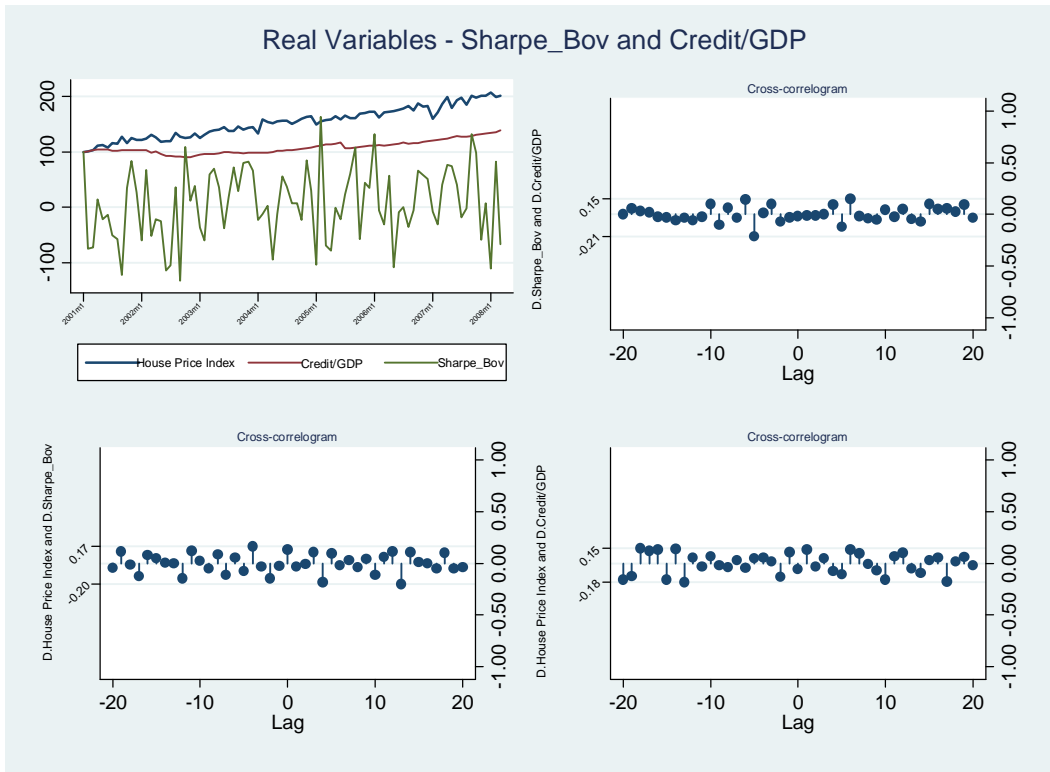 Real Variables - Sharpe_Bov and Credit/GDP
200
100
0
-100
2001m1
2002m1
2003m1
2004m1
2005m1
2006m1
2007m1
2008m1
House Price Index
Credit/GDP
Sharpe_Bov
Cross-correlogram
D.Sharpe_Bov and D.Credit/GDP
0.15
-0.21
1.00
0.50
0.00
-0.50
-1.00
-20 -10 0 10 20
Lag
Cross-correlogram
D.House Price Index and D.Sharpe_Bov
0.17
-0.20
1.00
0.50
0.00
-0.50
-1.00
-20 -10 0 10 20
Lag
Cross-correlogram
D.House Price Index and D.Credit/GDP
0.15
-0.18
1.00
0.50
0.00
-0.50
-1.00
-20 -10 0 10 20
Lag